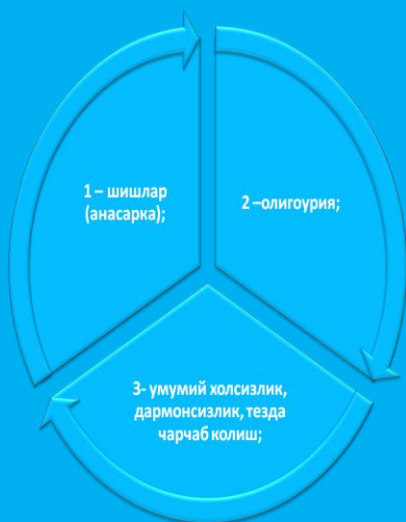 1 – шишлар
(анасарка);
2 –олигоурия;
3- умумий холсизлик,
дармонсизлик, тезда
чарчаб колиш;